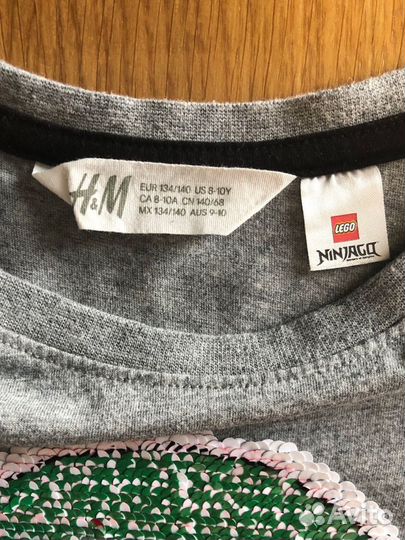 H&M
EUR 134/140 US 8-10Y
CA 8-10A CN 140/68
MX 134/140 AUS 9-10
LEGO
NINJAGO
Avito